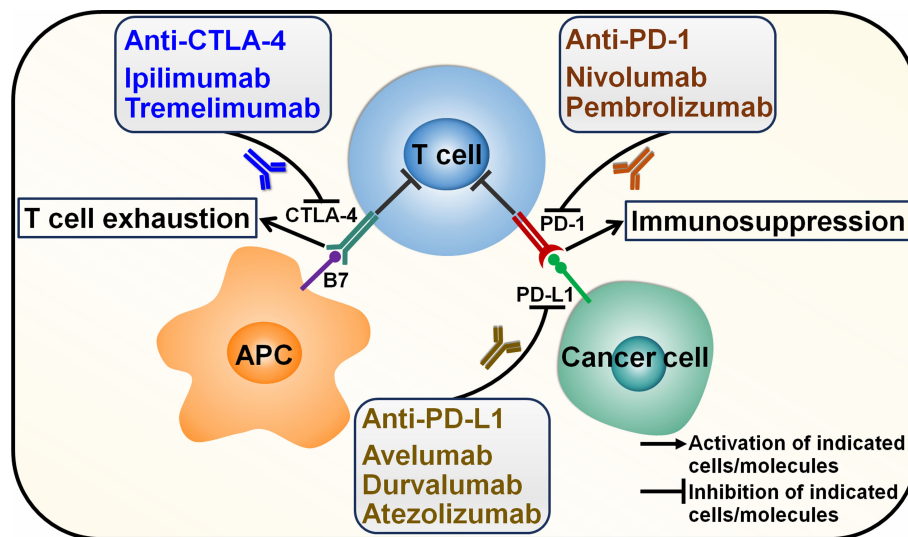 Anti-CTLA-4
Ipilimumab
Tremelimumab
Anti-PD-1
Nivolumab
Pembrolizumab
T cell
T cell exhaustion
CTLA-4
PD-1
Immunosuppression
B7
PD-L1
APC
Cancer cell
Anti-PD-L1
Avelumab
Durvalumab
Atezolizumab
Activation of indicated
cells/molecules
Inhibition of indicated
cells/molecules